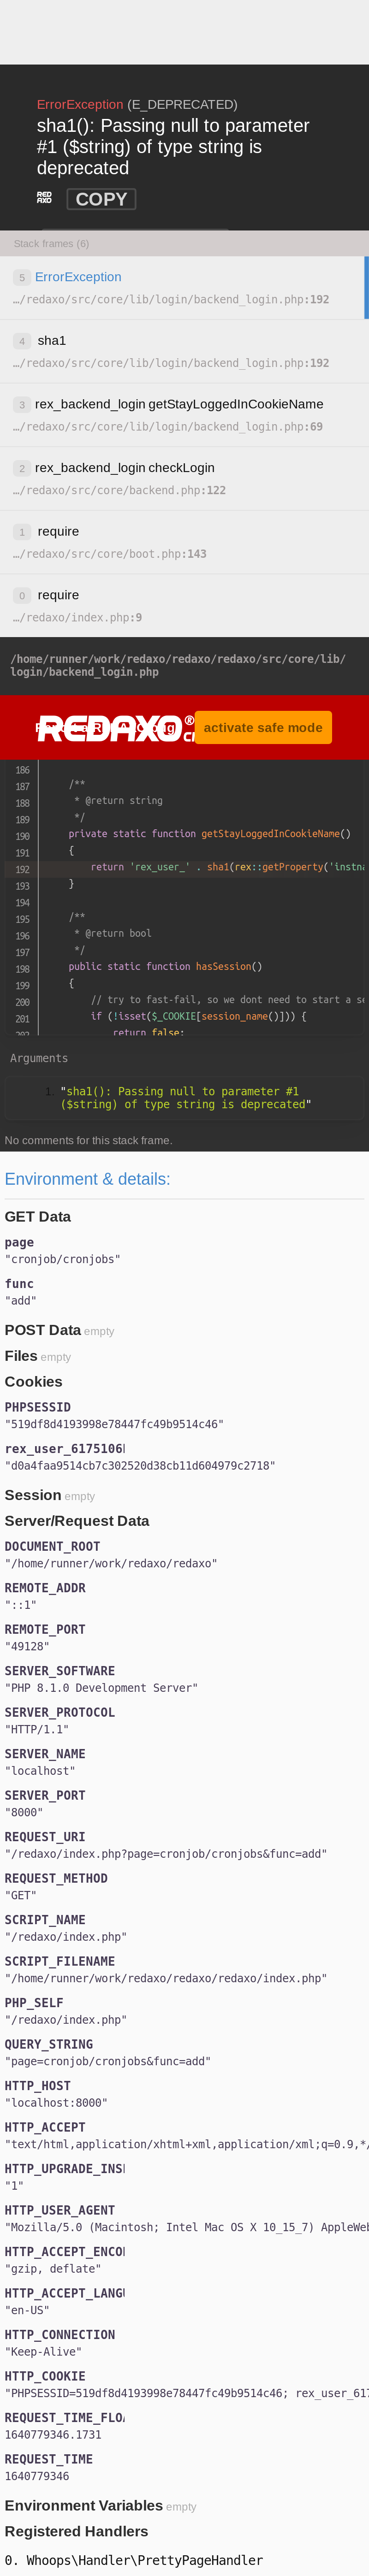 ErrorException (E_DEPRECATED)
sha1(): Passing null to parameter
#1 ($string) of type string is
deprecated
REDAXO
COPY
Stack frames (6)
5 ErrorException
…/redaxo/src/core/lib/login/backend_login.php:192
4 sha1
…/redaxo/src/core/lib/login/backend_login.php:192
3 rex_backend_login getStayLoggedInCookieName
…/redaxo/src/core/lib/login/backend_login.php:69
2 rex_backend_login checkLogin
…/redaxo/src/core/backend.php:122
1 require
…/redaxo/src/core/boot.php:143
0 require
…/redaxo/index.php:9
/home/runner/work/redaxo/redaxo/redaxo/src/core/lib/
login/backend_login.php
REDAXO®
activate safe mode
186
187 /**
188 * @return string
189 */
190 private static function getStayLoggedInCookieName()
191 {
192 return 'rex_user_' . sha1(rex::getProperty('instna
193 }
194
195 /**
196 * @return bool
197 */
198 public static function hasSession()
199 {
200 // try to fast-fail, so we dont need to start a se
201 if (!isset($_COOKIE[session_name()])) {
202 return false;
Arguments
1. "sha1(): Passing null to parameter #1
($string) of type string is deprecated"
No comments for this stack frame.
Environment & details:
GET Data
page
"cronjob/cronjobs"
func
"add"
POST Data empty
Files empty
Cookies
PHPSESSID
"519df8d4193998e78447fc49b9514c46"
rex_user_6175106
"d0a4faa9514cb7c302520d38cb11d604979c2718"
Session empty
Server/Request Data
DOCUMENT_ROOT
"/home/runner/work/redaxo/redaxo"
REMOTE_ADDR
"::1"
REMOTE_PORT
"49128"
SERVER_SOFTWARE
"PHP 8.1.0 Development Server"
SERVER_PROTOCOL
"HTTP/1.1"
SERVER_NAME
"localhost"
SERVER_PORT
"8000"
REQUEST_URI
"/redaxo/index.php?page=cronjob/cronjobs&func=add"
REQUEST_METHOD
"GET"
SCRIPT_NAME
"/redaxo/index.php"
SCRIPT_FILENAME
"/home/runner/work/redaxo/redaxo/redaxo/index.php"
PHP_SELF
"/redaxo/index.php"
QUERY_STRING
"page=cronjob/cronjobs&func=add"
HTTP_HOST
"localhost:8000"
HTTP_ACCEPT
"text/html,application/xhtml+xml,application/xml;q=0.9,*/
HTTP_UPGRADE_INS
"1"
HTTP_USER_AGENT
"Mozilla/5.0 (Macintosh; Intel Mac OS X 10_15_7) AppleWeb
HTTP_ACCEPT_ENCO
"gzip, deflate"
HTTP_ACCEPT_LANG
"en-US"
HTTP_CONNECTION
"Keep-Alive"
HTTP_COOKIE
"PHPSESSID=519df8d4193998e78447fc49b9514c46; rex_user_617
REQUEST_TIME_FLO
1640779346.1731
REQUEST_TIME
1640779346
Environment Variables empty
Registered Handlers
0. Whoops\Handler\PrettyPageHandler